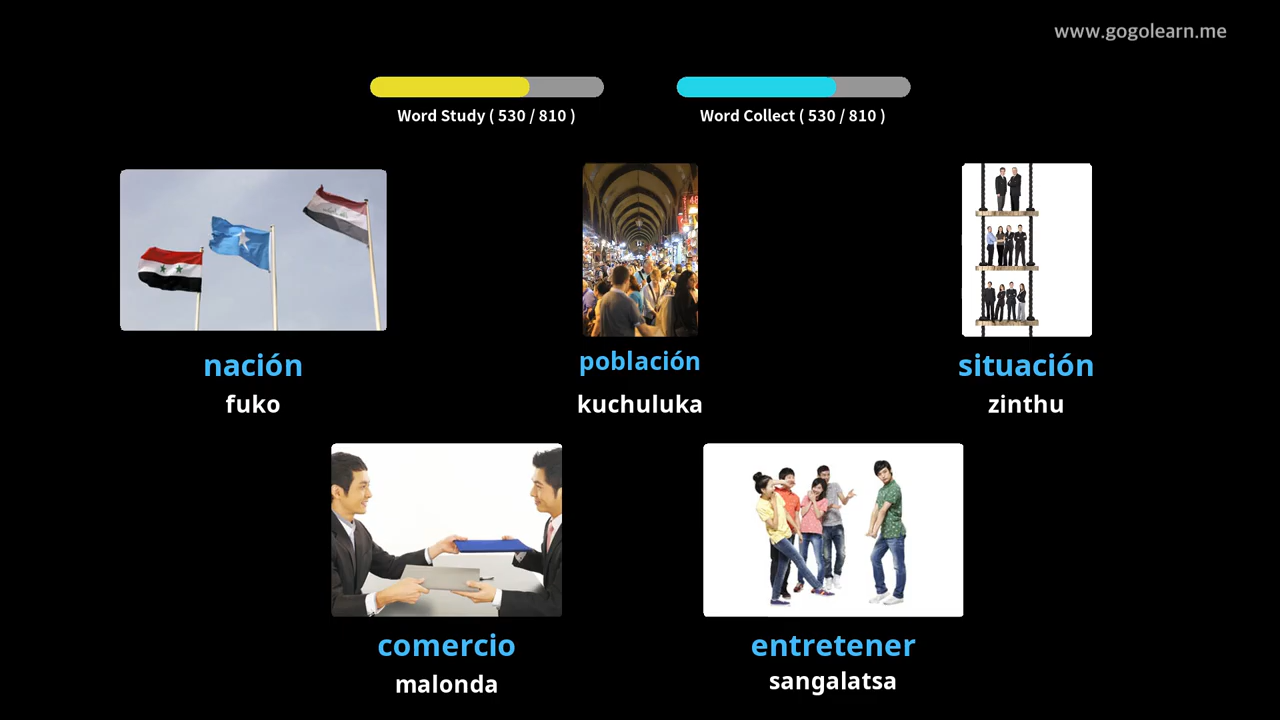 www.gogolearn.me
Word Study ( 530 / 810 )
Word Collect ( 530 / 810 )
nación
fuko
población
kuchuluka
situación
zinthu
comercio
malonda
entretener
sangalatsa